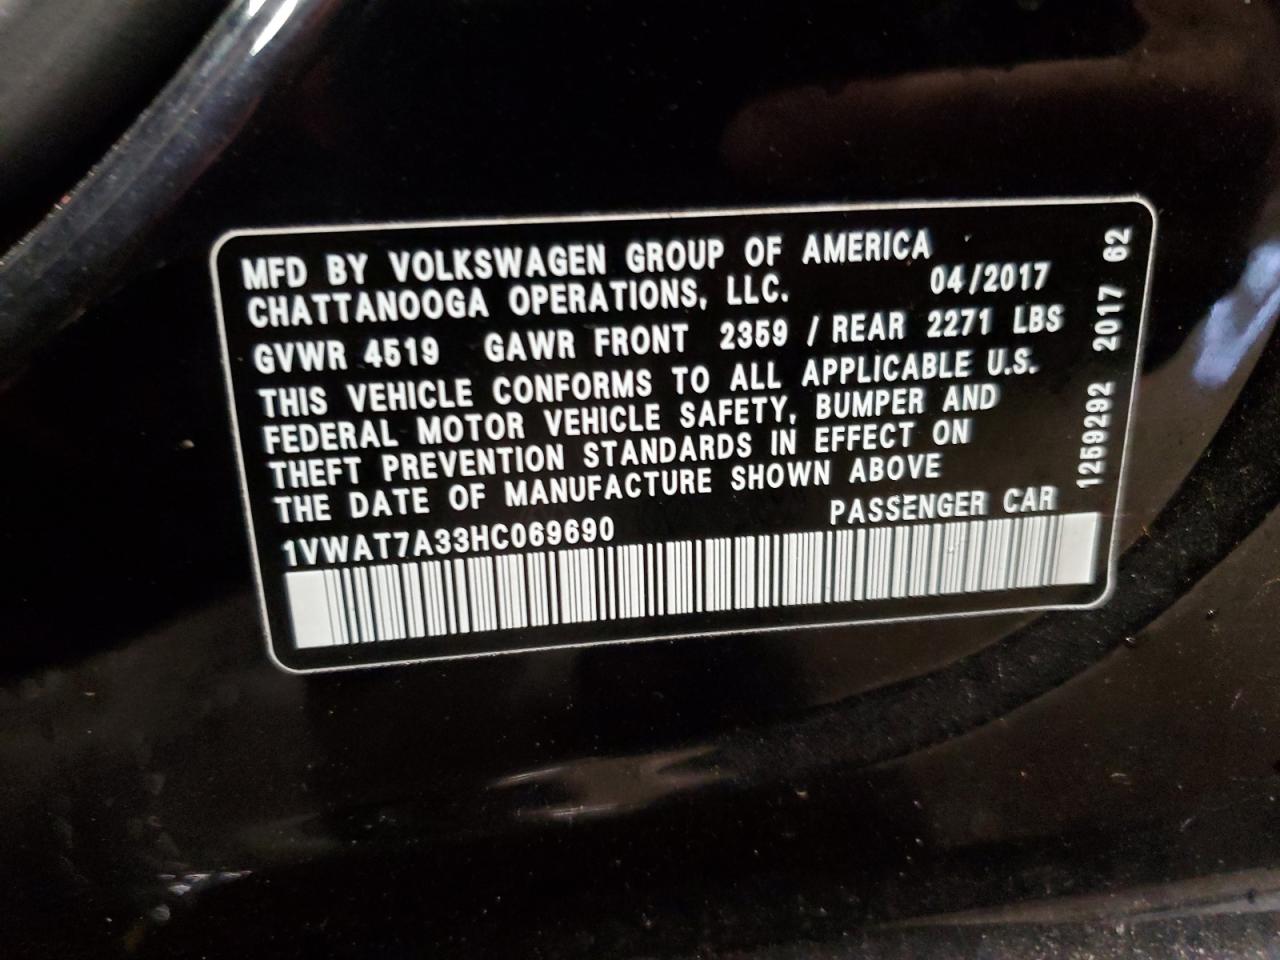 MFD BY VOLKSWAGEN GROUP OF AMERICA
CHATTANOOGA OPERATIONS, LLC. 04/2017
GVWR 4519 GAWR FRONT 2359 / REAR 2271 LBS
THIS VEHICLE CONFORMS TO ALL APPLICABLE U.S.
FEDERAL MOTOR VEHICLE SAFETY, BUMPER AND
THEFT PREVENTION STANDARDS IN EFFECT ON
THE DATE OF MANUFACTURE SHOWN ABOVE
PASSENGER CAR
1VWAT7A33HC069690
1259292 2017 62